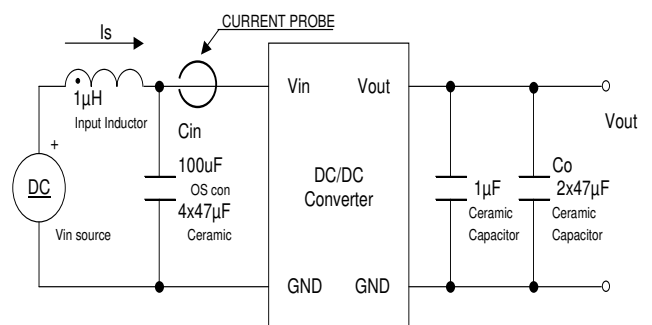 Is
CURRENT PROBE
1µH
Input Inductor
Cin
100uF
OS con
4x47µF
Ceramic
+
DC
Vin source
Vin
Vout
DC/DC
Converter
GND
GND
1µF
Ceramic
Capacitor
Co
2x47µF
Ceramic
Capacitor
Vout